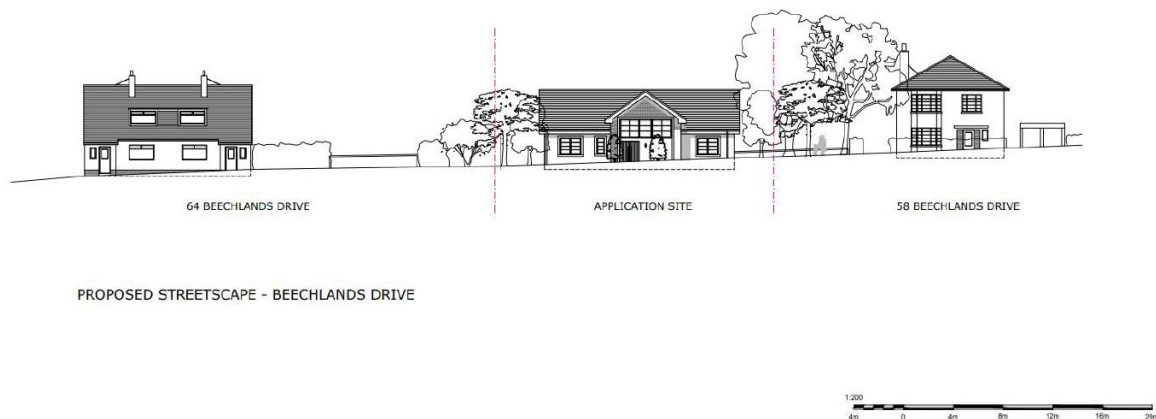 64 BEECHLANDS DRIVE
APPLICATION SITE
58 BEECHLANDS DRIVE
PROPOSED STREETSCAPE - BEECHLANDS DRIVE
1:200
4m 0 4m 8m 12m 16m 20m